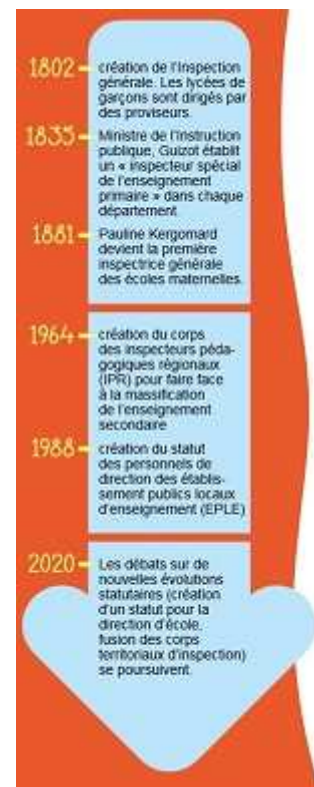 1802
création de l'Inspection
générale. Les lycées de
garçons sont dirigés par
des proviseurs.
1835
Ministre de l'Instruction
publique, Guizot établit
un « inspecteur spécial
de l'enseignement
primaire » dans chaque
département
1881
Pauline Kergomard
devient la première
inspectrice générale
des écoles maternelles.
1964
création du corps
des inspecteurs péda-
gogiques régionaux
(IPR) pour faire face
à la massification
de l'enseignement
secondaire
1988
création du statut
des personnels de
direction des établis-
sement publics locaux
d'enseignement (EPLE)
2020
Les débats sur de
nouvelles évolutions
statutaires (création
d'un statut pour la
direction d'école,
fusion des corps
territoriaux d'inspection)
se poursuivent.